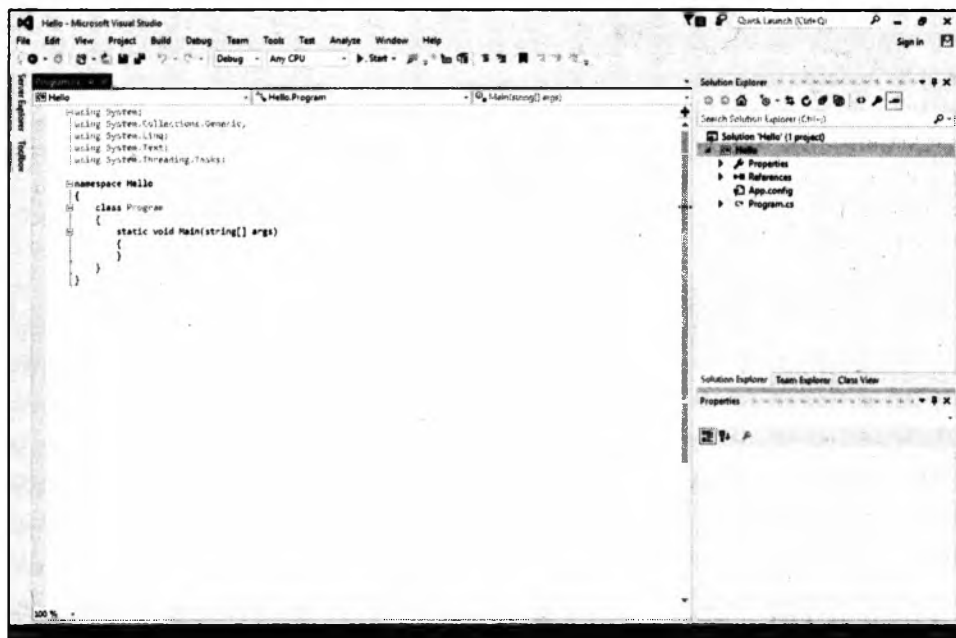 Hello - Microsoft Visual Studio
Quick Launch (Ctrl+Q)
File Edit View Project Build Debug Team Tools Test Analyze Window Help
Sign in
Debug Any CPU Start
Server Explorer Toolbox
Hello
Hello.Program
Main(string[] args)
using System;
using System.Collections.Generic;
using System.Linq;
using System.Text;
using System.Threading.Tasks;
namespace Hello
{
class Program
{
static void Main(string[] args)
{
}
}
}
100 %
Solution Explorer
Search Solution Explorer (Ctrl+;)
Solution 'Hello' (1 project)
Hello
Properties
References
App.config
C# Program.cs
Solution Explorer Team Explorer Class View
Properties